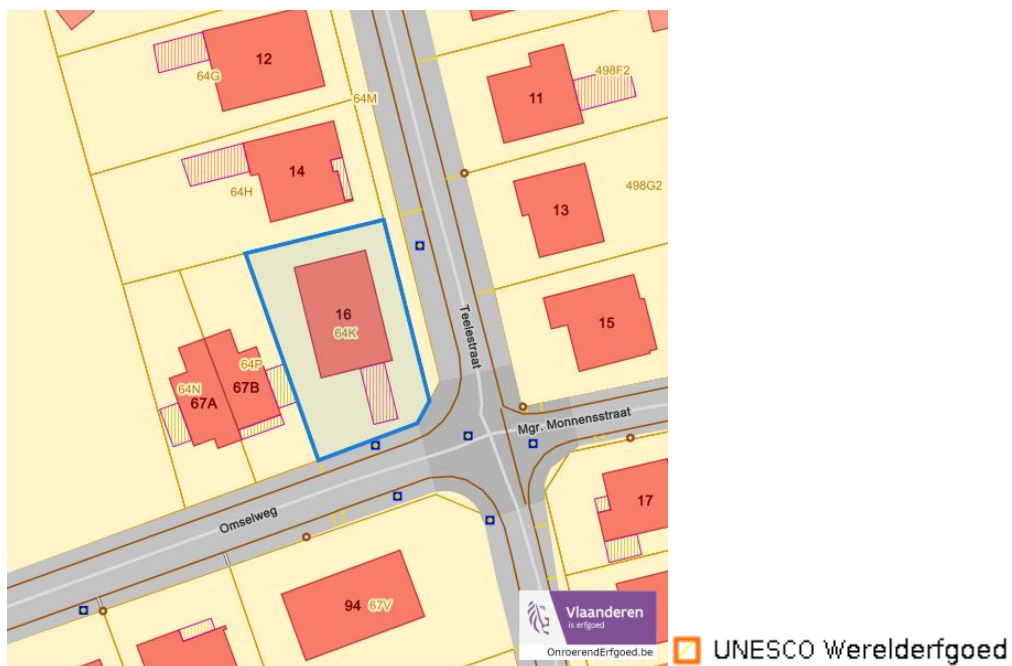 12
64G
64M
11
498F2
14
64H
13
498G2
16
64K
Teelestraat
15
64P
64N
67A
67B
Mgr. Monnensstraat
Omselweg
17
94 67V
Vlaanderen
is erfgoed
OnroerendErfgoed.be
UNESCO Werelderfgoed